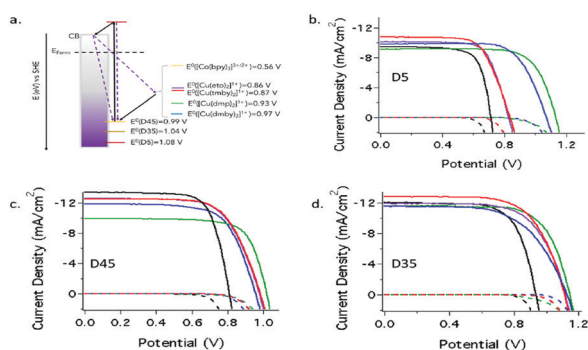 a.
CB
E Fermi
E (eV) vs SHE
E⁰([Co(bpy)₃]³⁺/²⁺)=0.56 V
E⁰([Cu(eto)₂]¹⁺)=0.86 V
E⁰([Cu(tmby)₂]¹⁺)=0.87 V
E⁰([Cu(dmp)₂]¹⁺)=0.93 V
E⁰([Cu(dmby)₂]¹⁺)=0.97 V
E⁰(D45)=0.99 V
E⁰(D35)=1.04 V
E⁰(D5)=1.08 V
b.
D5
Current Density (mA/cm²)
-12
-8
-4
0
0.0
0.4
0.8
1.2
Potential (V)
c.
D45
Current Density (mA/cm²)
-12
-8
-4
0
0.0
0.2
0.4
0.6
0.8
1.0
Potential (V)
d.
D35
Current Density (mA/cm²)
-12
-8
-4
0
0.0
0.4
0.8
1.2
Potential (V)